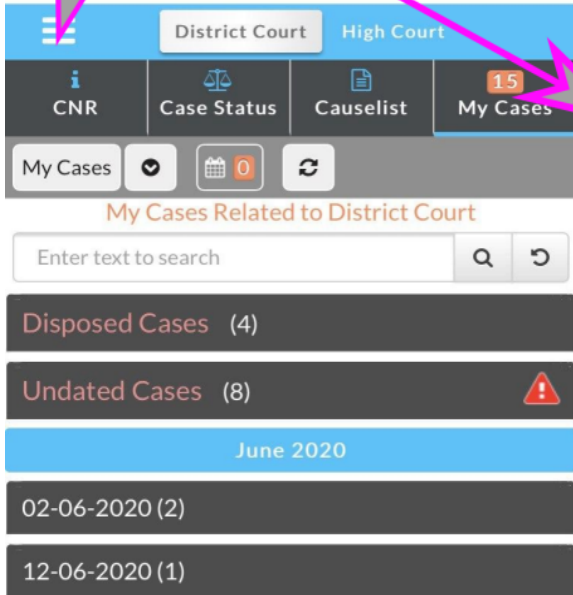 District Court High Court
i 15
CNR Case Status Causelist My Cases
My Cases 0
My Cases Related to District Court
Enter text to search
Disposed Cases (4)
Undated Cases (8)
June 2020
02-06-2020 (2)
12-06-2020 (1)